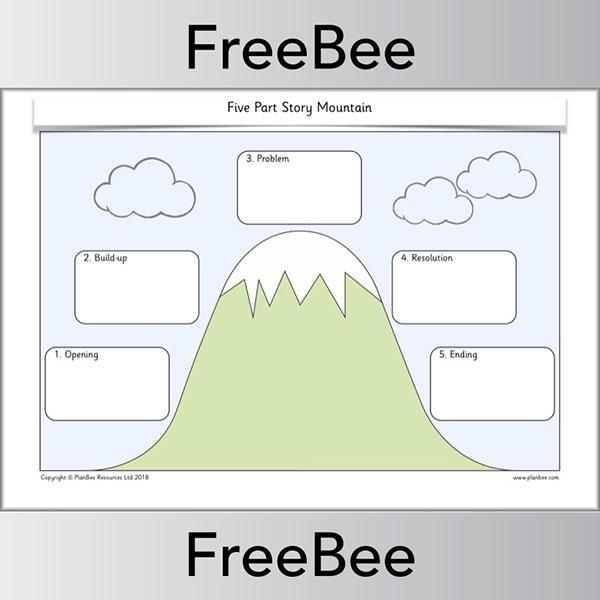 FreeBee
Five Part Story Mountain
3. Problem
2. Build-up
4. Resolution
1. Opening
5. Ending
Copyright © PlanBee Resources Ltd 2018
www.planbee.com
FreeBee